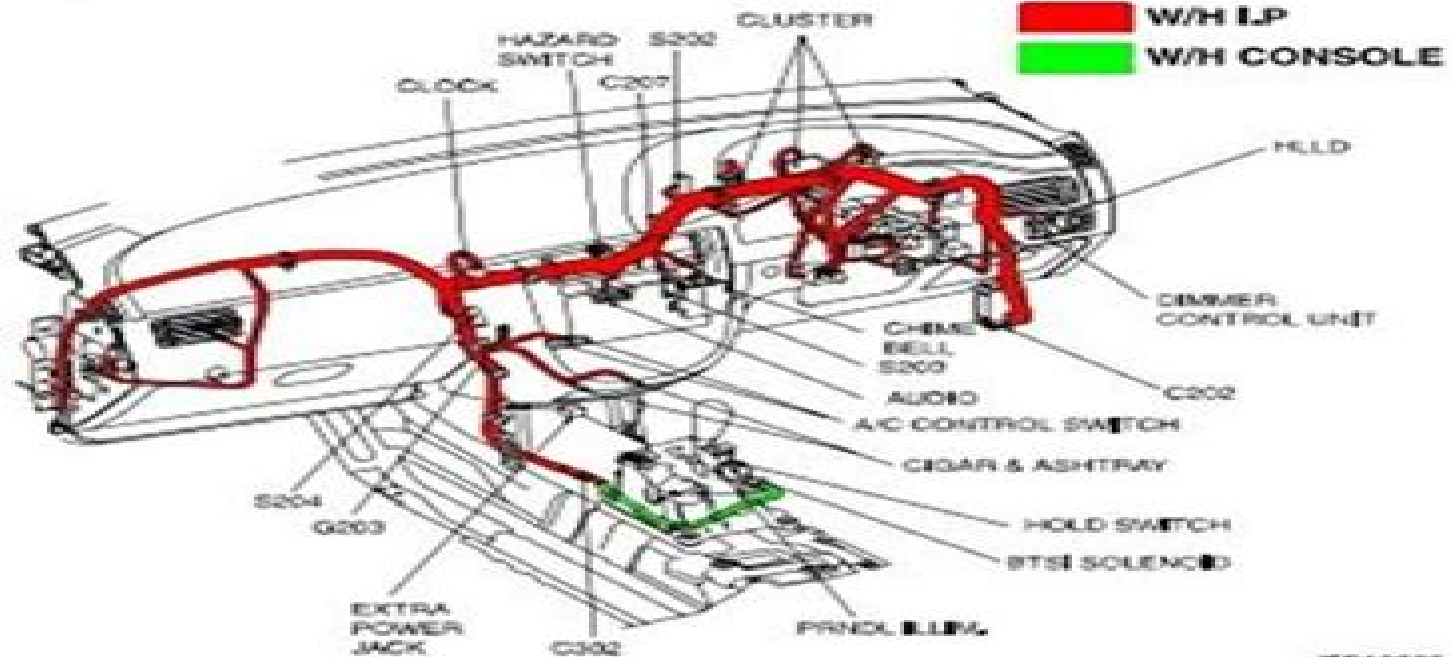 CLUSTER
W/H I.P
HAZARD
SWITCH
S202
W/H CONSOLE
CLOCK
C207
HLLD
DIMMER
CONTROL UNIT
CHIME
BELL
S203
AUDIO
C202
A/C CONTROL SWITCH
CIGAR & ASHTRAY
S204
G203
HOLD SWITCH
BTSI SOLENOID
EXTRA
POWER
JACK
C302
PRNDL ILLUM.